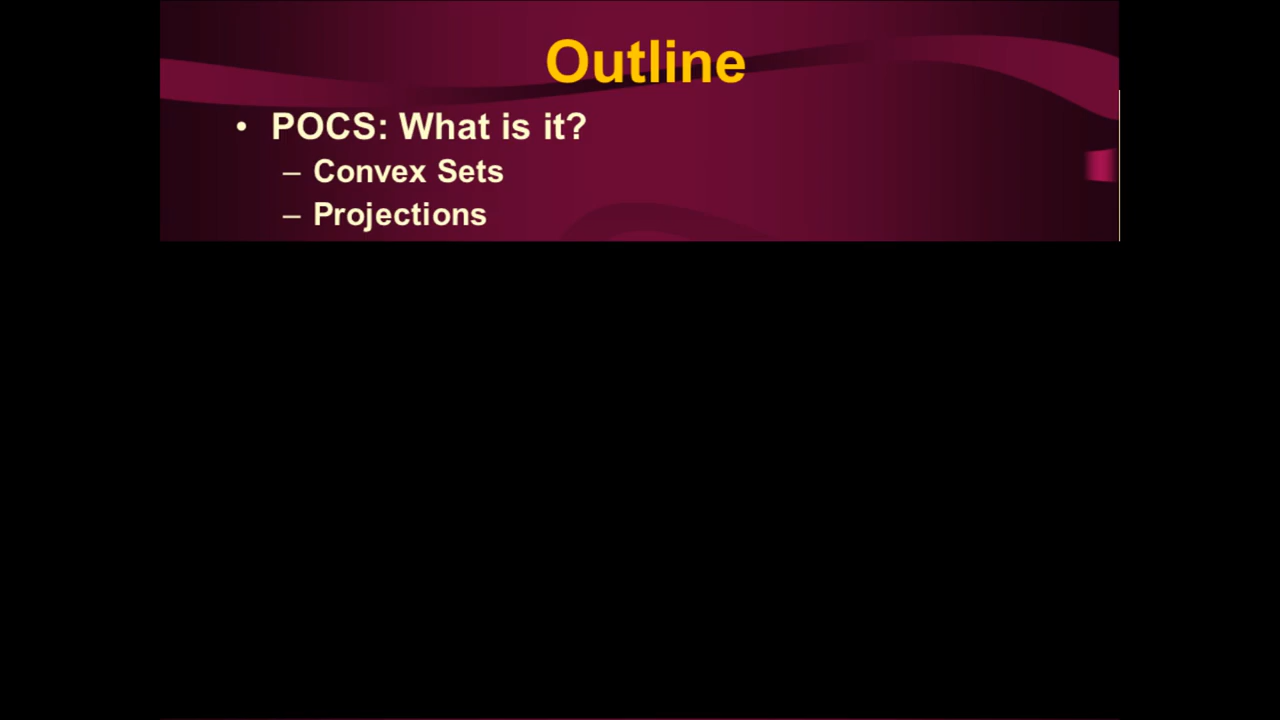 Outline
• POCS: What is it?
– Convex Sets
– Projections